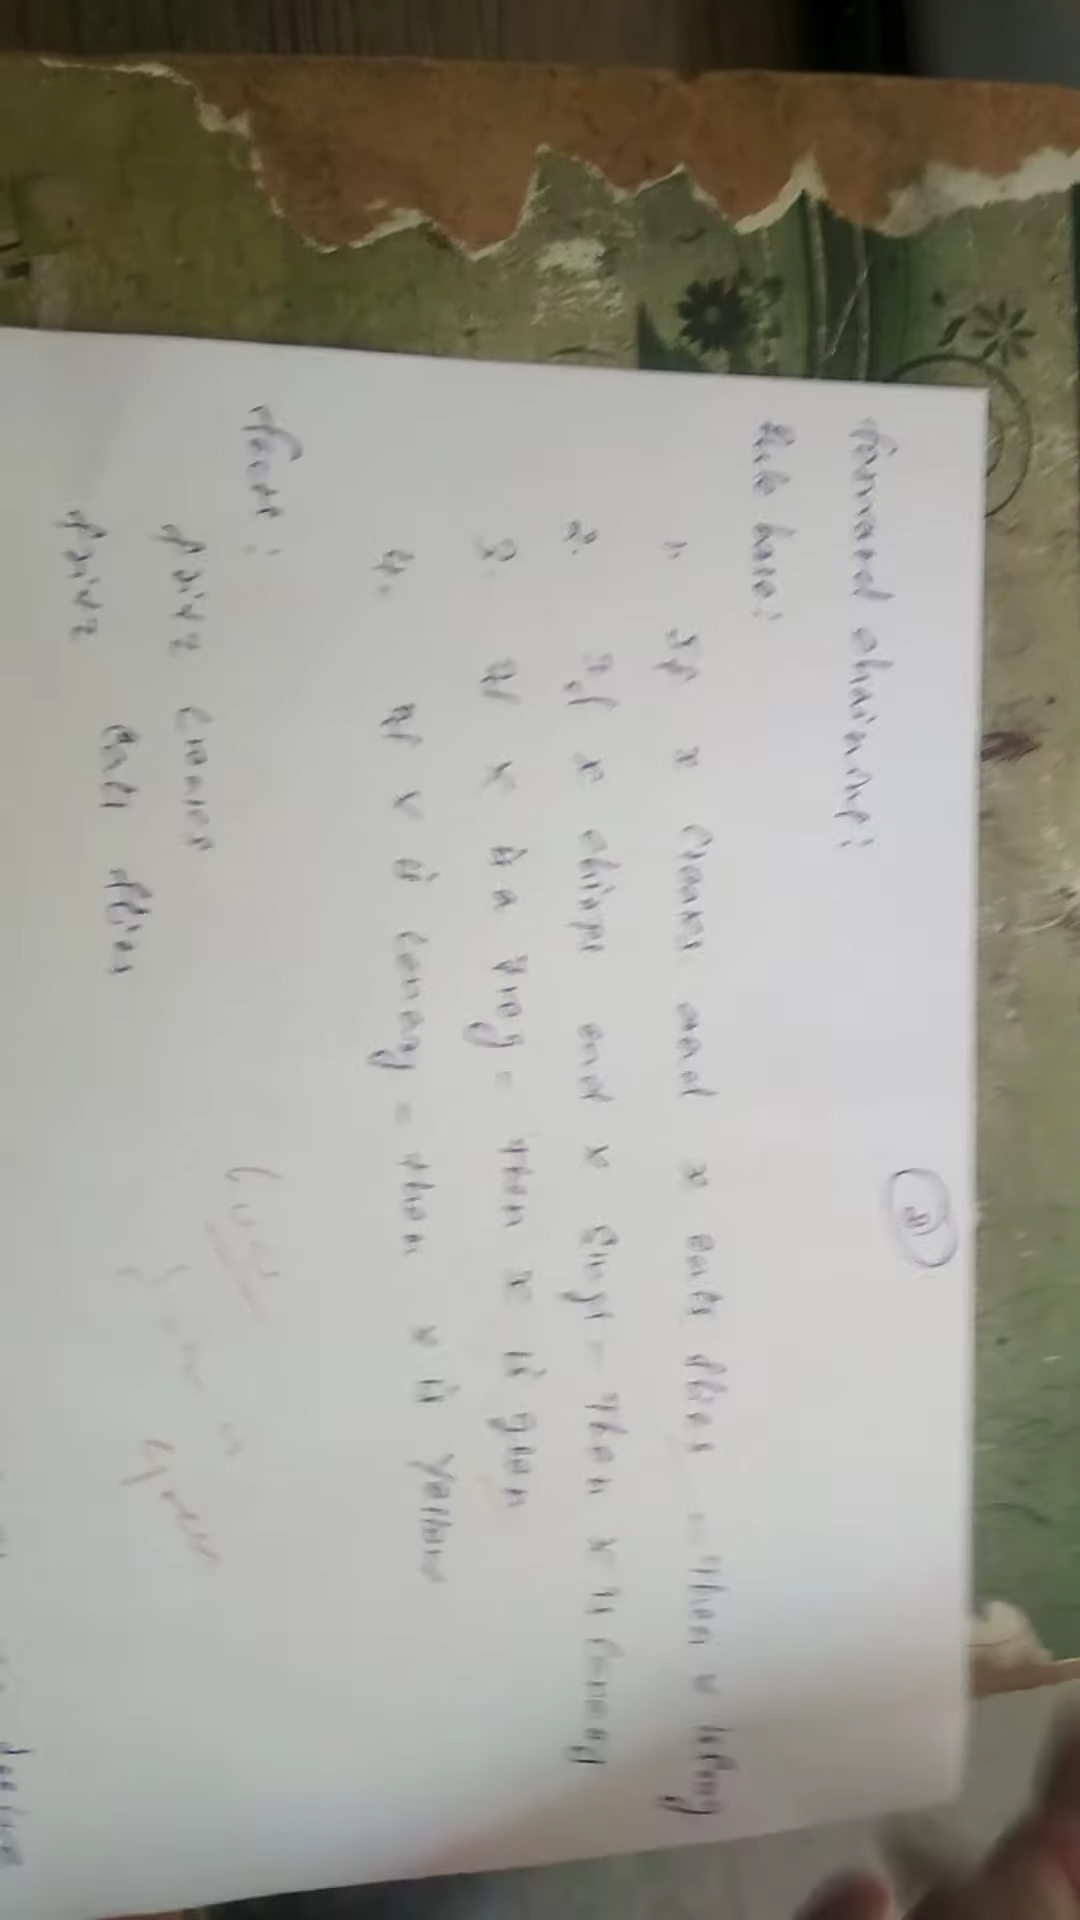 Forward chaining:
Rule base:
1. If x croaks and x eats flies - Then x is frog
2. If x chirps and x sings - Then x is canary
3. If x is a frog - Then x is green
4. If x is canary - then x is yellow
Facts:
Fritz croaks
Fritz eats flies